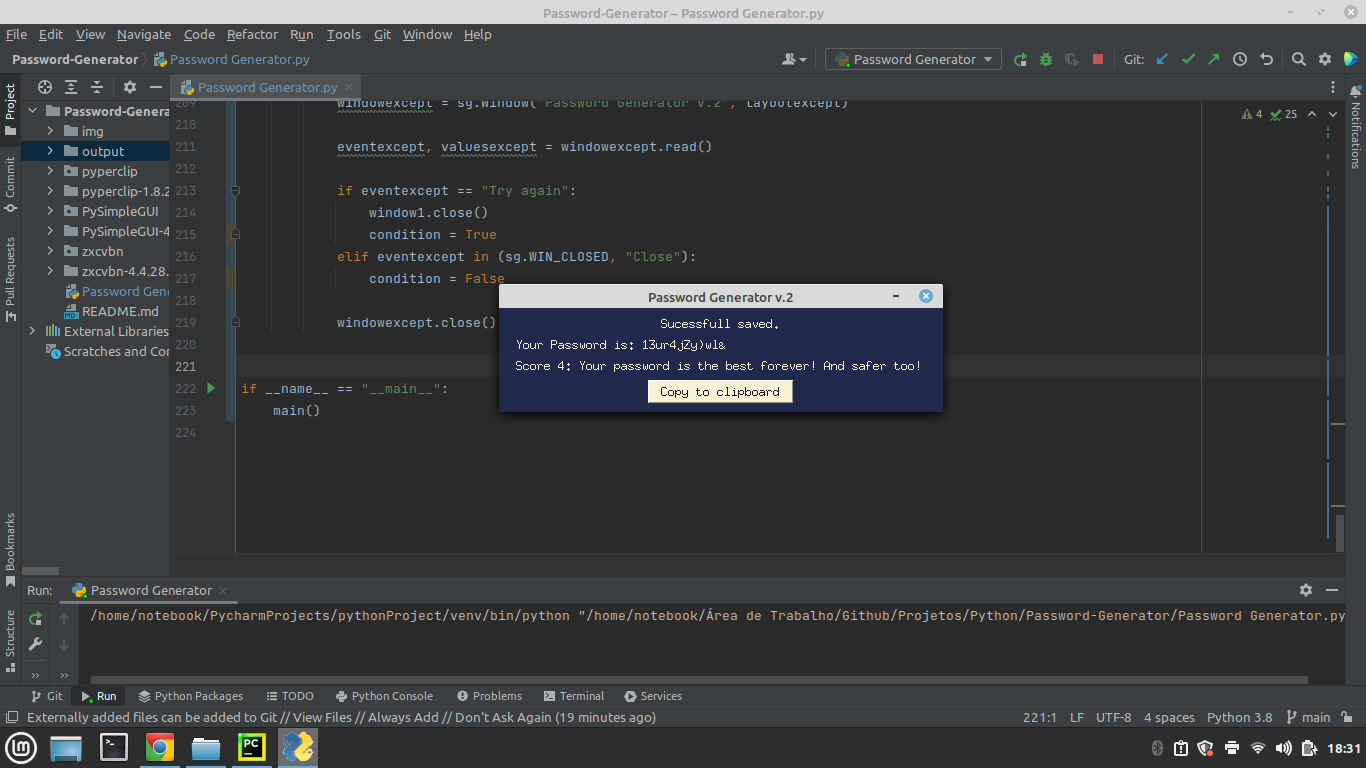 Password-Generator – Password Generator.py
File Edit View Navigate Code Refactor Run Tools Git Window Help
Password-Generator Password Generator.py Password Generator Git:
Project
Password Generator.py
Password-Genera
img
output
pyperclip
pyperclip-1.8.2
PySimpleGUI
PySimpleGUI-4
zxcvbn
zxcvbn-4.4.28.
Password Gen
README.md
External Libraries
Scratches and Con
Commit
Pull Requests
Bookmarks
Structure
Notifications
4 25
209 windowexcept = sg.Window("Password Generator v.2", layoutexcept)
210
211 eventexcept, valuesexcept = windowexcept.read()
212
213 if eventexcept == "Try again":
214 window1.close()
215 condition = True
216 elif eventexcept in (sg.WIN_CLOSED, "Close"):
217 condition = False
218
219 windowexcept.close()
221
222 if __name__ == "__main__":
223 main()
224
Password Generator v.2
Sucessfull saved.
Your Password is: 13ur4jZy)wl&
Score 4: Your password is the best forever! And safer too!
Copy to clipboard
Run: Password Generator
/home/notebook/PycharmProjects/pythonProject/venv/bin/python "/home/notebook/Área de Trabalho/Github/Projetos/Python/Password-Generator/Password Generator.py
Git Run Python Packages TODO Python Console Problems Terminal Services
Externally added files can be added to Git // View Files // Always Add // Don't Ask Again (19 minutes ago) 221:1 LF UTF-8 4 spaces Python 3.8 main
PC
18:31